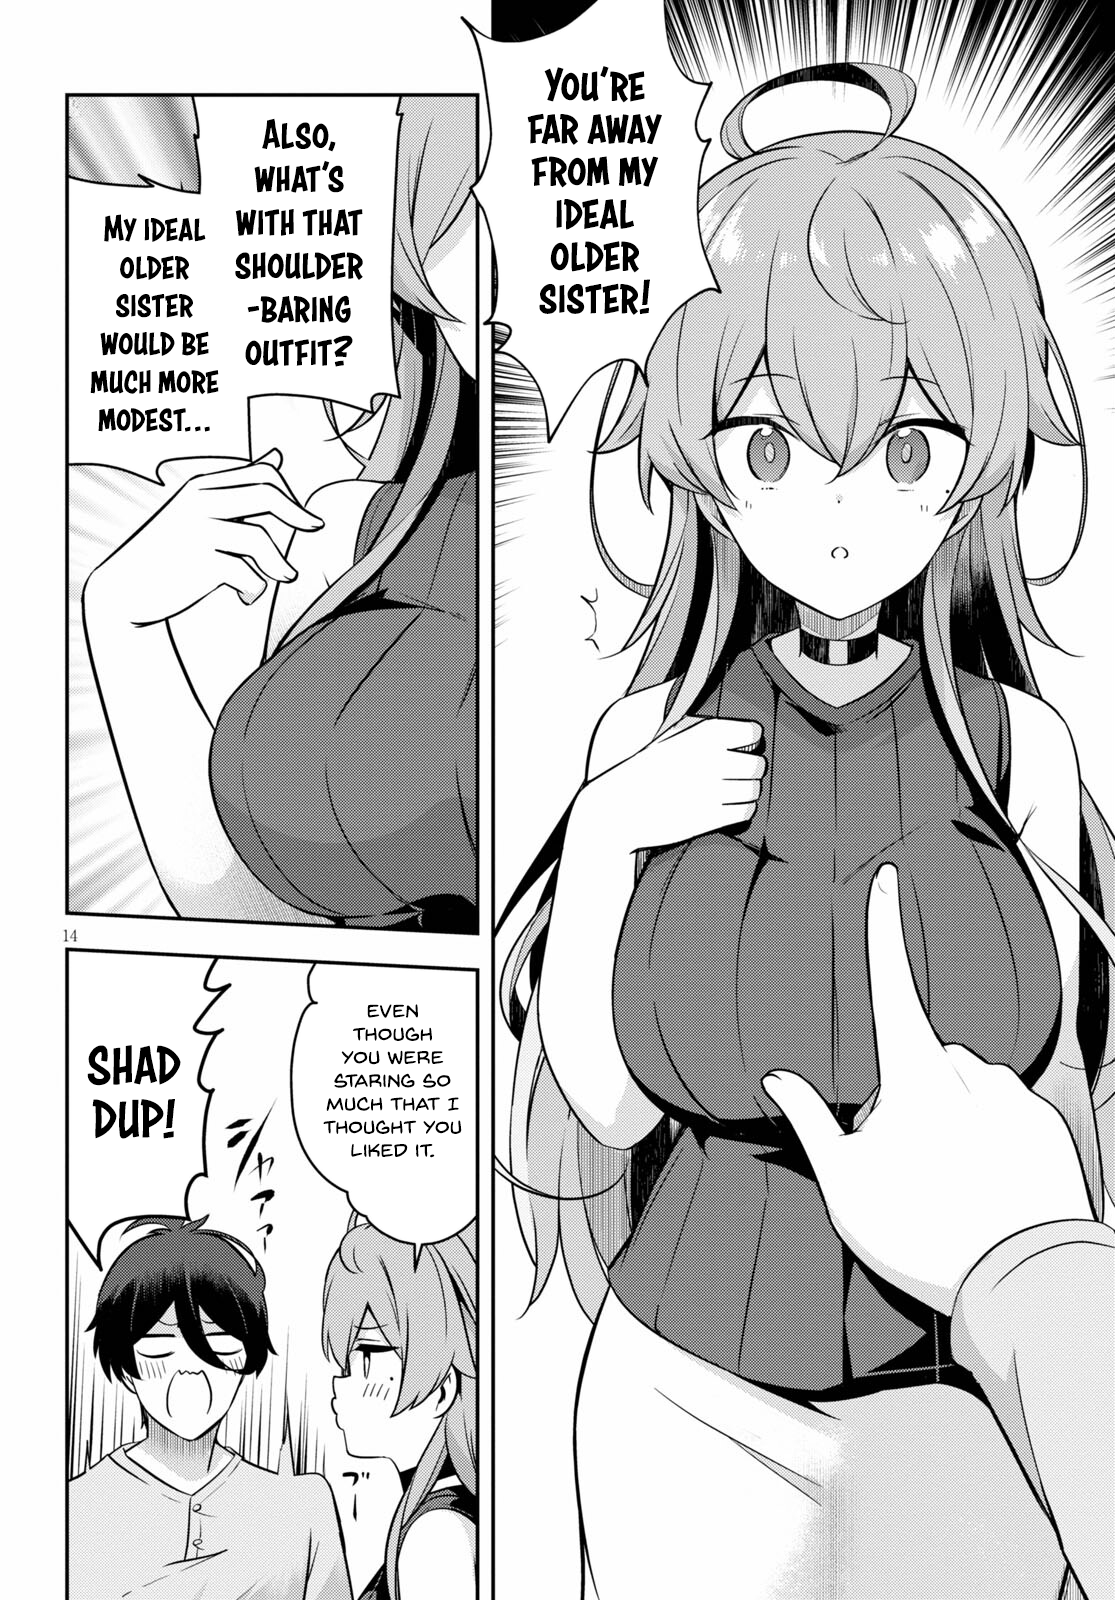 YOU'RE
FAR AWAY
FROM MY
IDEAL
OLDER
SISTER!
ALSO,
WHAT'S
WITH THAT
SHOULDER
-BARING
OUTFIT?
MY IDEAL
OLDER
SISTER
WOULD BE
MUCH MORE
MODEST...
14
EVEN
THOUGH
YOU WERE
STARING SO
MUCH THAT I
THOUGHT YOU
LIKED IT.
SHAD
DUP!